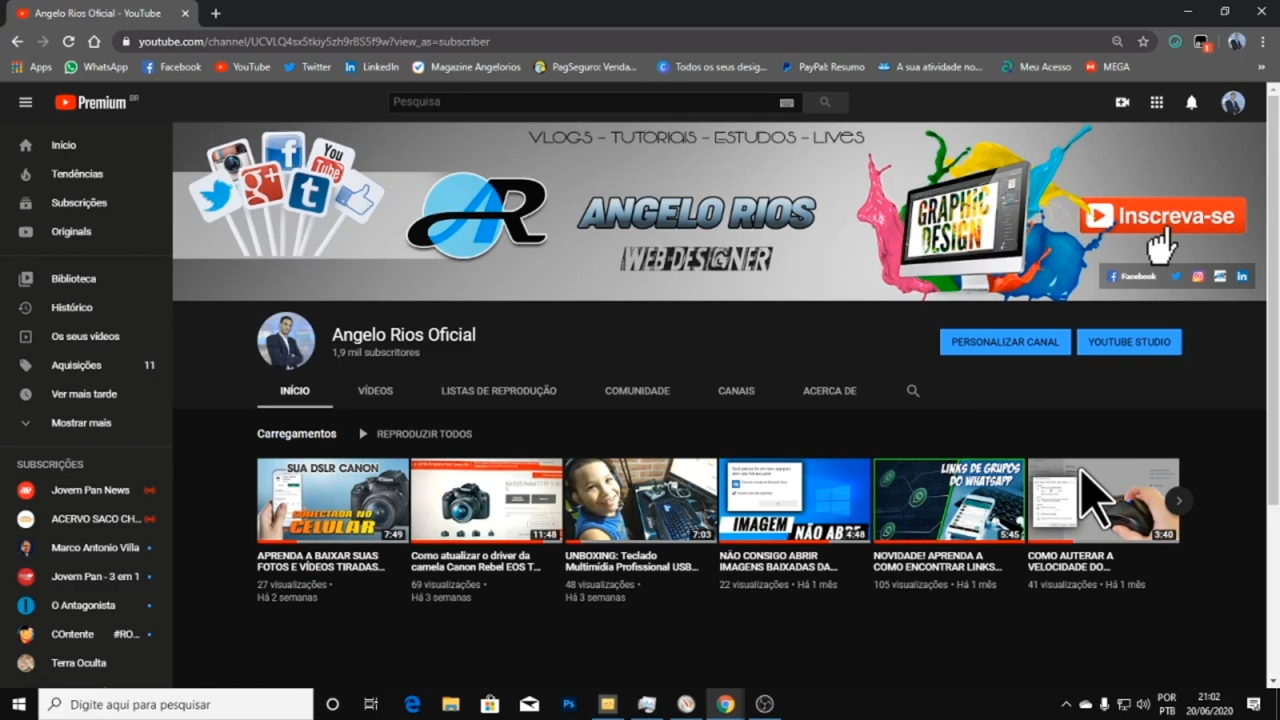 Angelo Rios Oficial - YouTube
youtube.com/channel/UCVLQ4sx5tkiy5zh9r8S5f9w?view_as=subscriber
Apps WhatsApp Facebook YouTube Twitter LinkedIn Magazine Angelorios PagSeguro: Venda... Todos os seus desig... PayPal: Resumo A sua atividade no... Meu Acesso MEGA »
Premium BR
Pesquisa
Início
Tendências
Subscrições
Originals
Biblioteca
Histórico
Os seus vídeos
Aquisições 11
Ver mais tarde
Mostrar mais
SUBSCRIÇÕES
Jovem Pan News
ACERVO SACO CH...
Marco Antonio Villa
Jovem Pan - 3 em 1
O Antagonista
COntente #RO...
Terra Oculta
VLOGS - TUTORIAIS - ESTUDOS - LIVES
You
Tube
g+
AR
ANGELO RIOS
WEB-DESIGNER
GRAPHIC
DESIGN
Inscreva-se
Facebook
Angelo Rios Oficial
1,9 mil subscritores
PERSONALIZAR CANAL
YOUTUBE STUDIO
INÍCIO VÍDEOS LISTAS DE REPRODUÇÃO COMUNIDADE CANAIS ACERCA DE
Carregamentos REPRODUZIR TODOS
SUA DSLR CANON
CONECTADA NO
CELULAR
7:49
APRENDA A BAIXAR SUAS
FOTOS E VÍDEOS TIRADAS...
27 visualizações •
Há 2 semanas
11:48
Como atualizar o driver da
camela Canon Rebel EOS T...
69 visualizações •
Há 3 semanas
7:03
UNBOXING: Teclado
Multimídia Profissional USB...
48 visualizações •
Há 3 semanas
IMAGEM NÃO ABRE
4:48
NÃO CONSIGO ABRIR
IMAGENS BAIXADAS DA...
22 visualizações • Há 1 mês
LINKS DE GRUPOS
DO WHATSAPP
5:45
NOVIDADE! APRENDA A
COMO ENCONTRAR LINKS...
105 visualizações • Há 1 mês
3:40
COMO AUTERAR A
VELOCIDADE DO...
41 visualizações • Há 1 mês
Digite aqui para pesquisar
POR
PTB
21:02
20/06/2020